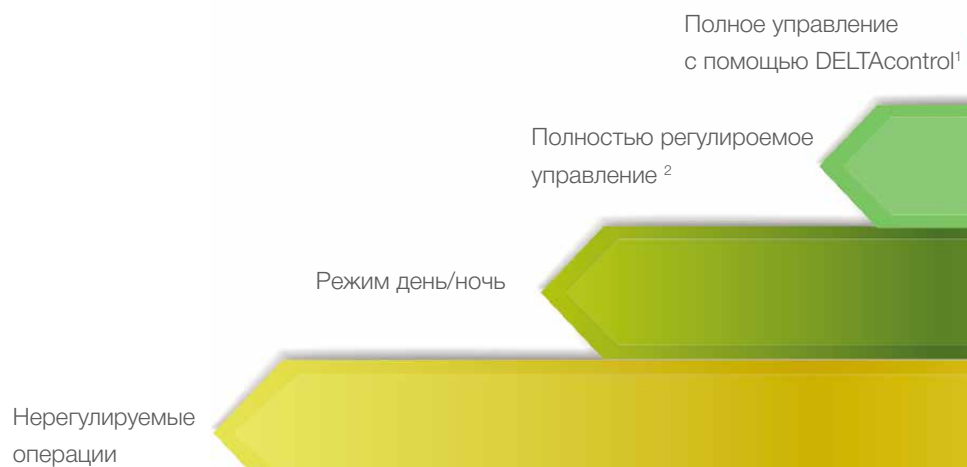 Полное управление
с помощью DELTAcontrol¹
Полностью регулироемое
управление ²
Режим день/ночь
Нерегулируемые
операции